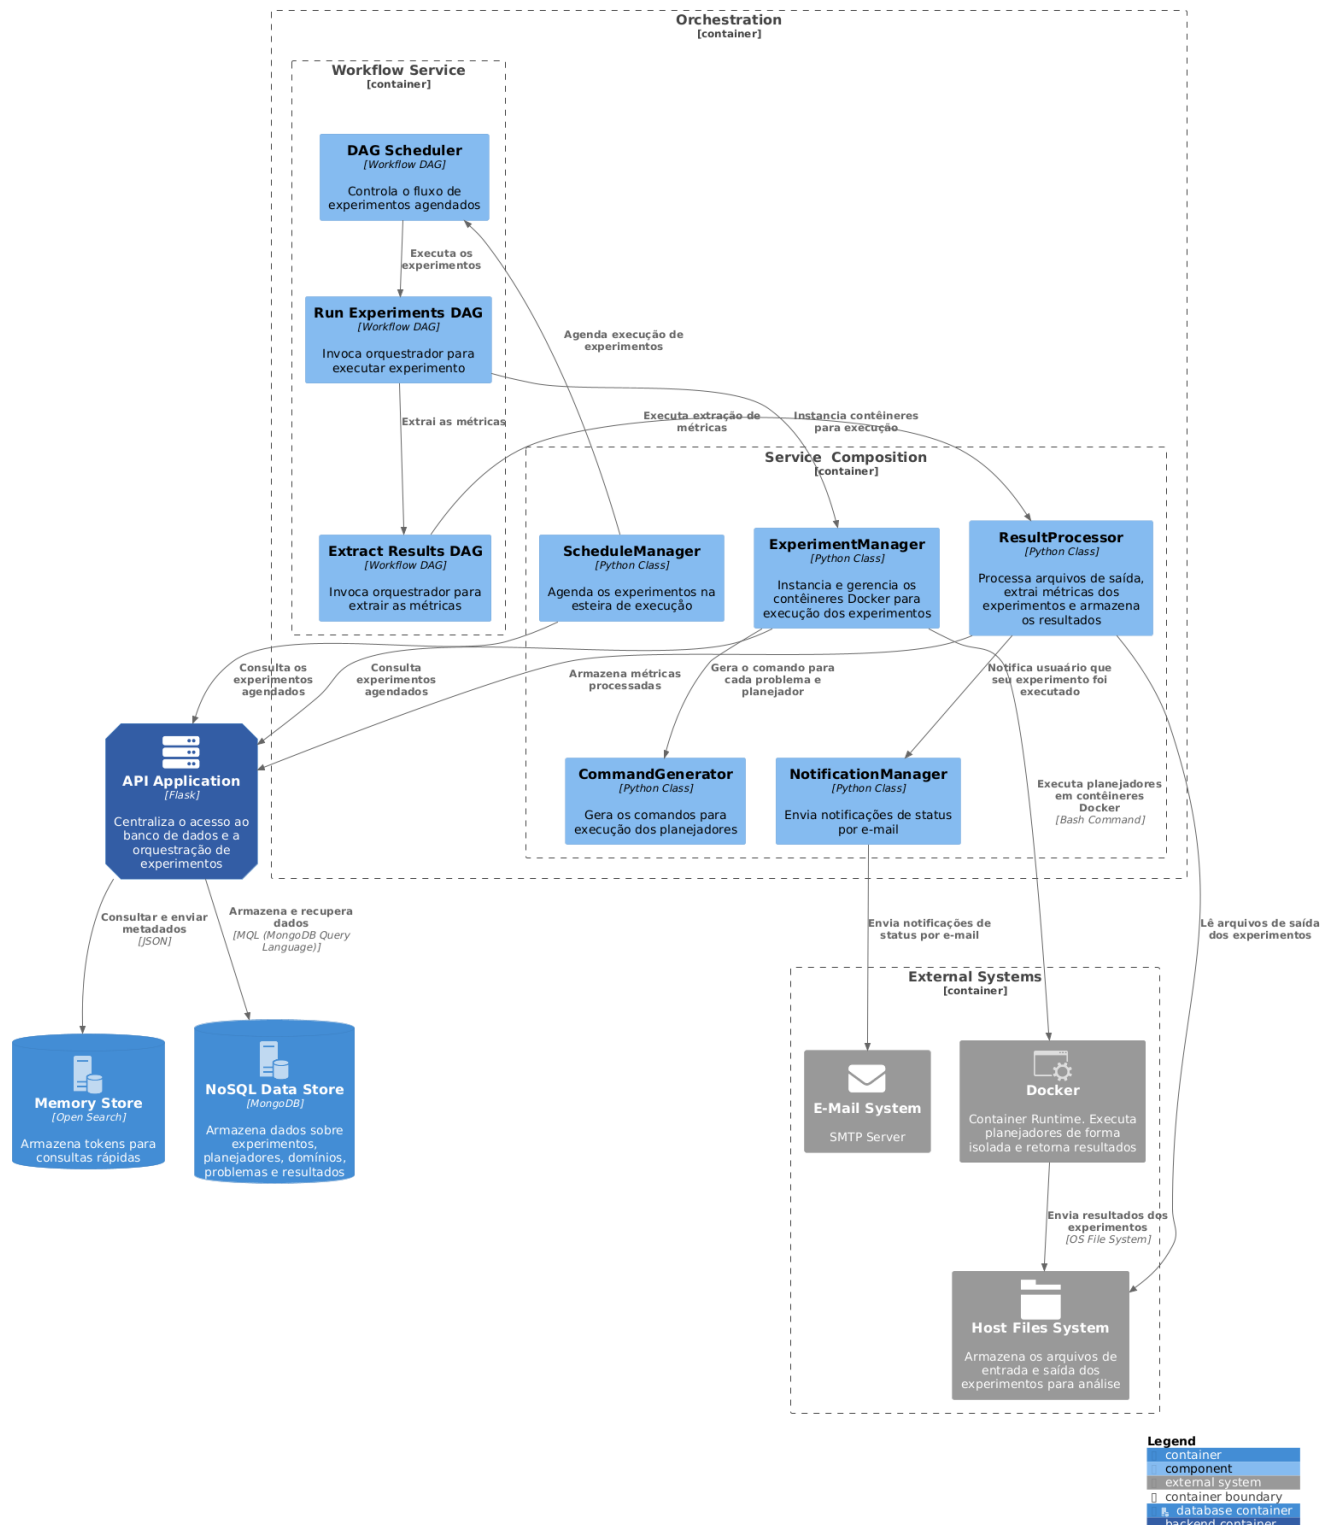 Orchestration
[container]
Workflow Service
[container]
DAG Scheduler
[Workflow DAG]
Controla o fluxo de
experimentos agendados
Executa os
experimentos
Run Experiments DAG
[Workflow DAG]
Invoca orquestrador para
executar experimento
Agenda execução de
experimentos
Extrai as métricas
Executa extração de
métricas
Instancia contêineres
para execução
Service  Composition
[container]
Extract Results DAG
[Workflow DAG]
Invoca orquestrador para
extrair as métricas
ScheduleManager
[Python Class]
Agenda os experimentos na
esteira de execução
ExperimentManager
[Python Class]
Instancia e gerencia os
contêineres Docker para
execução dos experimentos
ResultProcessor
[Python Class]
Processa arquivos de saída,
extrai métricas dos
experimentos e armazena
os resultados
Consulta os
experimentos
agendados
Consulta
experimentos
agendados
Armazena métricas
processadas
Gera o comando para
cada problema e
planejador
Notifica usuaário que
seu experimento foi
executado
API Application
[Flask]
Centraliza o acesso ao
banco de dados e a
orquestração de
experimentos
CommandGenerator
[Python Class]
Gera os comandos para
execução dos planejadores
NotificationManager
[Python Class]
Envia notificações de status
por e-mail
Executa planejadores
em contêineres
Docker
[Bash Command]
Consultar e enviar
metadados
[JSON]
Armazena e recupera
dados
[MQL (MongoDB Query
Language)]
Envia notificações de
status por e-mail
Lê arquivos de saída
dos experimentos
External Systems
[container]
Memory Store
[Open Search]
Armazena tokens para
consultas rápidas
NoSQL Data Store
[MongoDB]
Armazena dados sobre
experimentos,
planejadores, domínios,
problemas e resultados
E-Mail System
SMTP Server
Docker
Container Runtime. Executa
planejadores de forma
isolada e retorna resultados
Envia resultados dos
experimentos
[OS File System]
Host Files System
Armazena os arquivos de
entrada e saída dos
experimentos para análise
Legend
container
component
external system
container boundary
database container
backend container